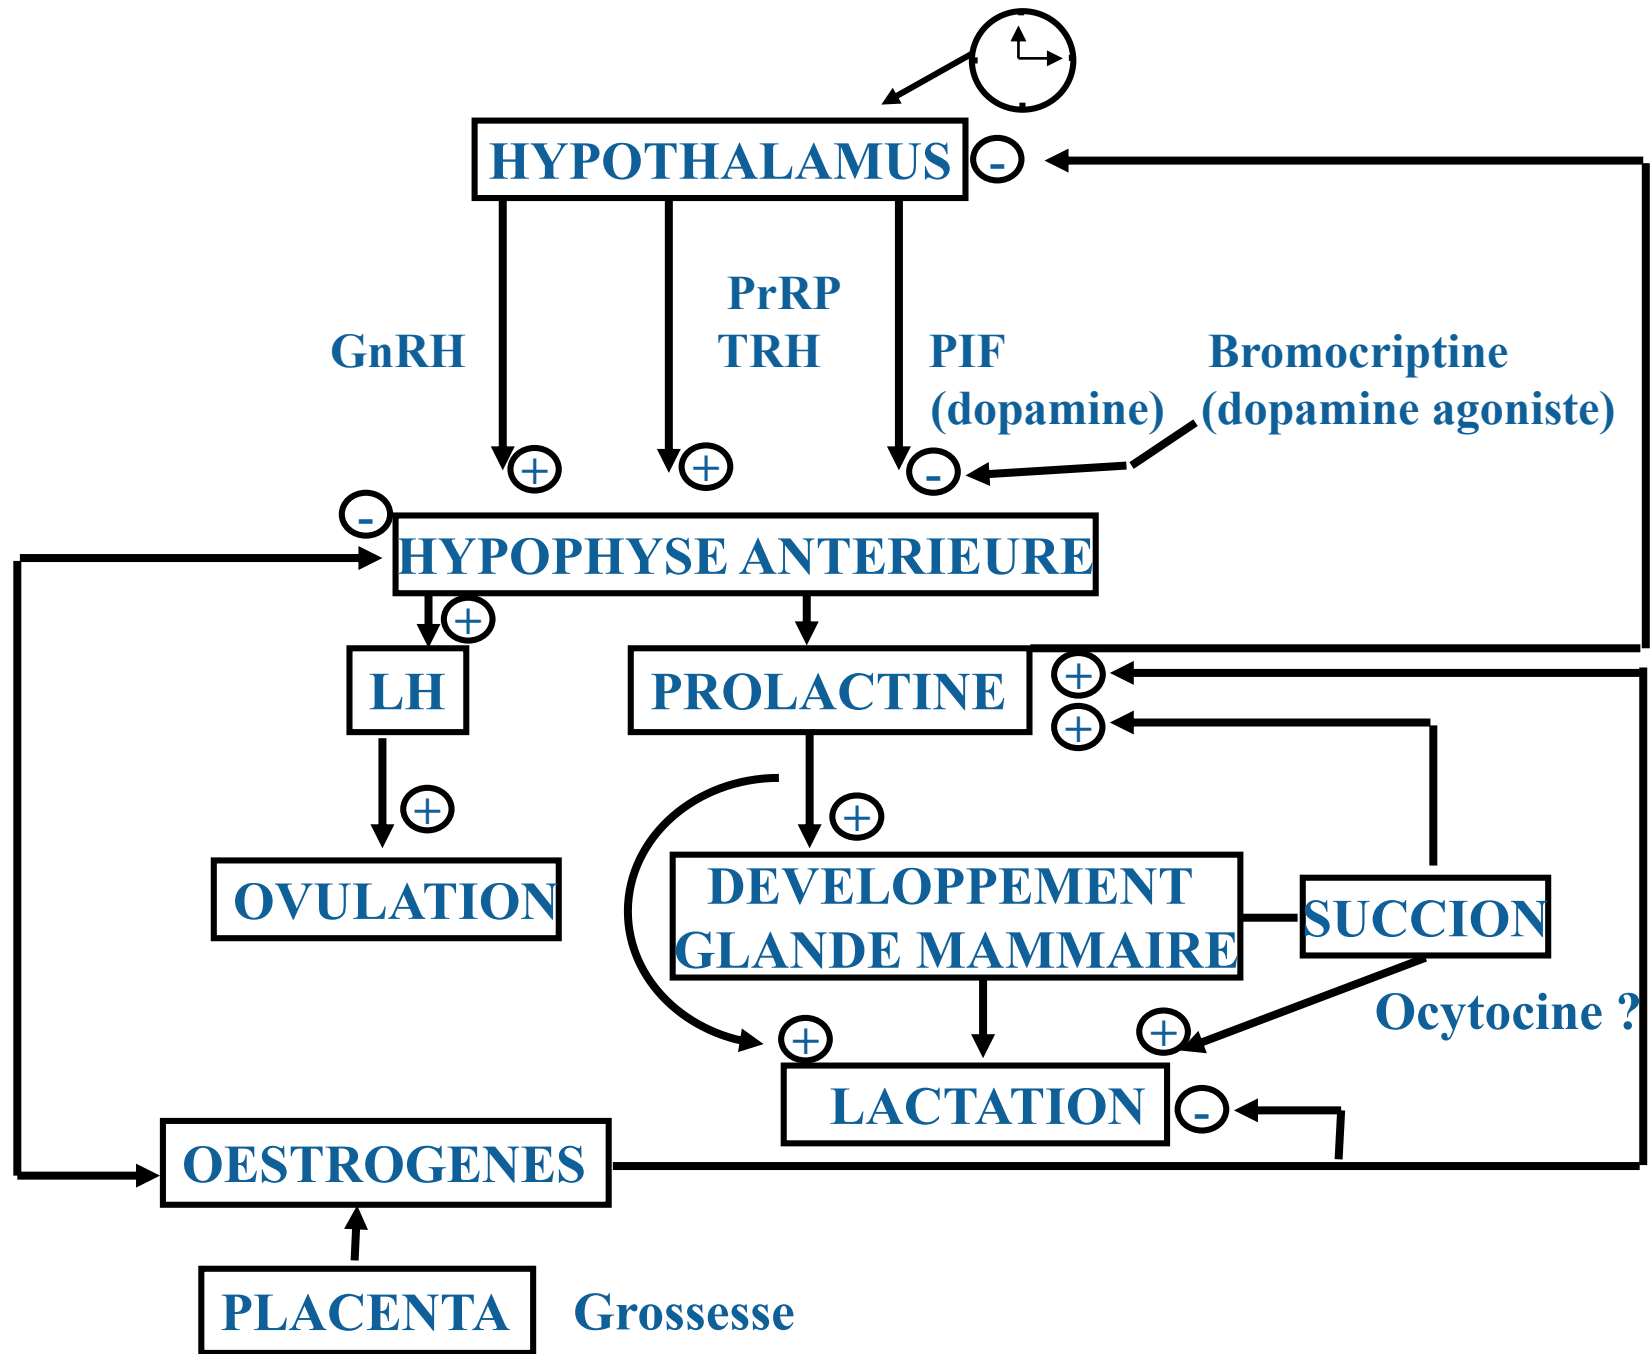 HYPOTHALAMUS
-
PrRP
GnRH
TRH
PIF
Bromocriptine
(dopamine)
(dopamine agoniste)
+
+
-
-
HYPOPHYSE ANTERIEURE
+
LH
PROLACTINE
+
+
+
+
DEVELOPPEMENT
GLANDE MAMMAIRE
OVULATION
SUCCION
Ocytocine ?
+
+
LACTATION
-
OESTROGENES
PLACENTA
Grossesse